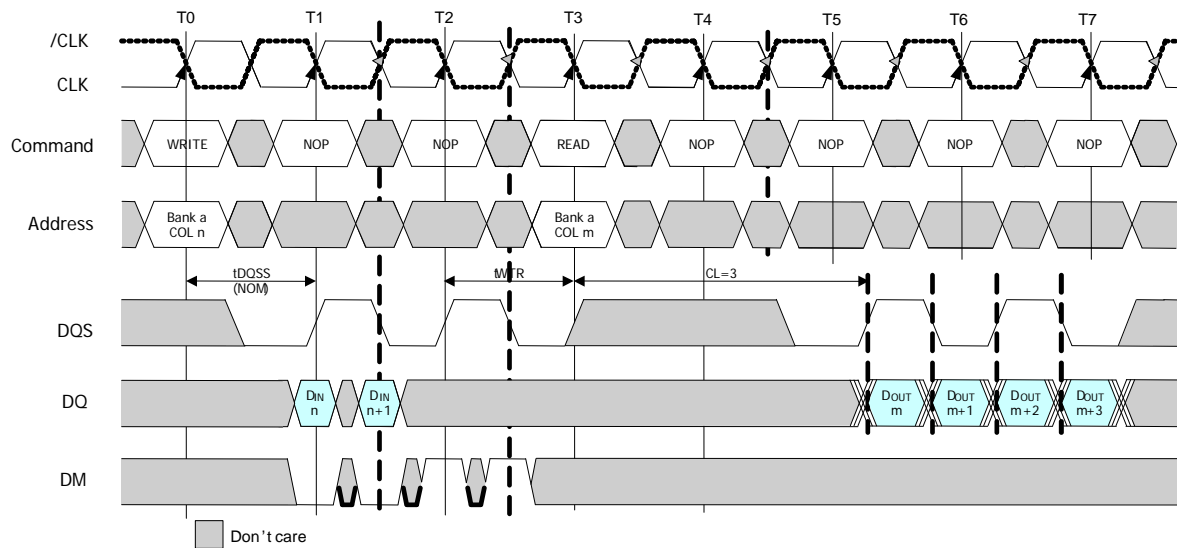 T0 T1 T2 T3 T4 T5 T6 T7
/CLK
CLK
Command WRITE NOP NOP READ NOP NOP NOP NOP
Address Bank a COL n Bank a COL m
tDQSS (NOM) tWTR CL=3
DQS
DQ DIN n DIN n+1 DOUT m DOUT m+1 DOUT m+2 DOUT m+3
DM
Don't care